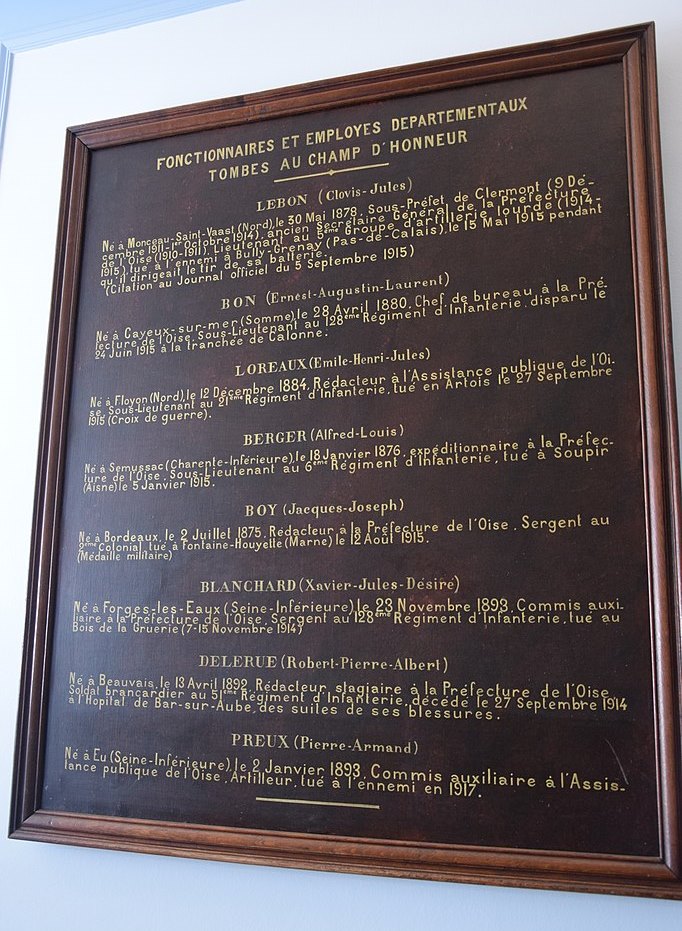 FONCTIONNAIRES ET EMPLOYES DEPARTEMENTAUX
TOMBES AU CHAMP D'HONNEUR
LEBON (Clovis-Jules)
Né à Monceau-Saint-Vaast (Nord), le 30 Mai 1878, Sous-Préfet, de Clermont (9 Dé-
cembre 1911-1er Octobre 1914), ancien Secrétaire Général de la Préfecture
de l'Oise (1910-1911), Lieutenant au 5ème Groupe d'artillerie lourde (1914-
1915), tué à l'ennemi à Bully-Grenay (Pas-de-Calais), le 15 Mai 1915 pendant
qu'il dirigeait le tir de sa batterie.
(Citation au Journal officiel du 5 Septembre 1915)
BON (Ernest-Augustin-Laurent)
Né à Cayeux-sur-mer (Somme), le 28 Avril 1880, Chef de bureau à la Pré-
fecture de l'Oise, Sous-Lieutenant au 128ème Régiment d'Infanterie, disparu le
24 Juin 1915 à la tranchée de Calonne.
LOREAUX (Emile-Henri-Jules)
Né à Floyon (Nord), le 12 Décembre 1884, Rédacteur à l'Assistance publique de l'Oi-
se, Sous-Lieutenant au 21ème Régiment d'Infanterie, tué en Artois le 27 Septembre
1915 (Croix de guerre).
BERGER (Alfred-Louis)
Né à Semussac (Charente-Inférieure), le 18 Janvier 1876, expéditionnaire à la Préfec-
ture de l'Oise, Sous-Lieutenant au 6ème Régiment d'Infanterie, tué à Soupir
(Aisne) le 5 Janvier 1915.
BOY (Jacques-Joseph)
Né à Bordeaux, le 2 Juillet 1875, Rédacteur à la Préfecture de l'Oise, Sergent au
2ème Colonial, tué à Fontaine-Houyette (Marne) le 12 Août 1915.
(Médaille militaire)
BLANCHARD (Xavier-Jules-Désiré)
Né à Forges-les-Eaux (Seine-Inférieure), le 23 Novembre 1893, Commis auxi-
liaire à la Préfecture de l'Oise, Sergent au 128ème Régiment d'Infanterie, tué au
Bois de la Gruerie (7-15 Novembre 1914)
DELERUE (Robert-Pierre-Albert)
Né à Beauvais, le 13 Avril 1892, Rédacteur stagiaire à la Préfecture de l'Oise,
Soldat brancardier au 51ème Régiment d'Infanterie, décédé le 27 Septembre 1914
à l'Hopital de Bar-sur-Aube, des suites de ses blessures.
PREUX (Pierre-Armand)
Né à Eu (Seine-Inférieure), le 2 Janvier 1893, Commis auxiliaire à l'Assis-
tance publique de l'Oise, Artilleur, tué à l'ennemi en 1917.